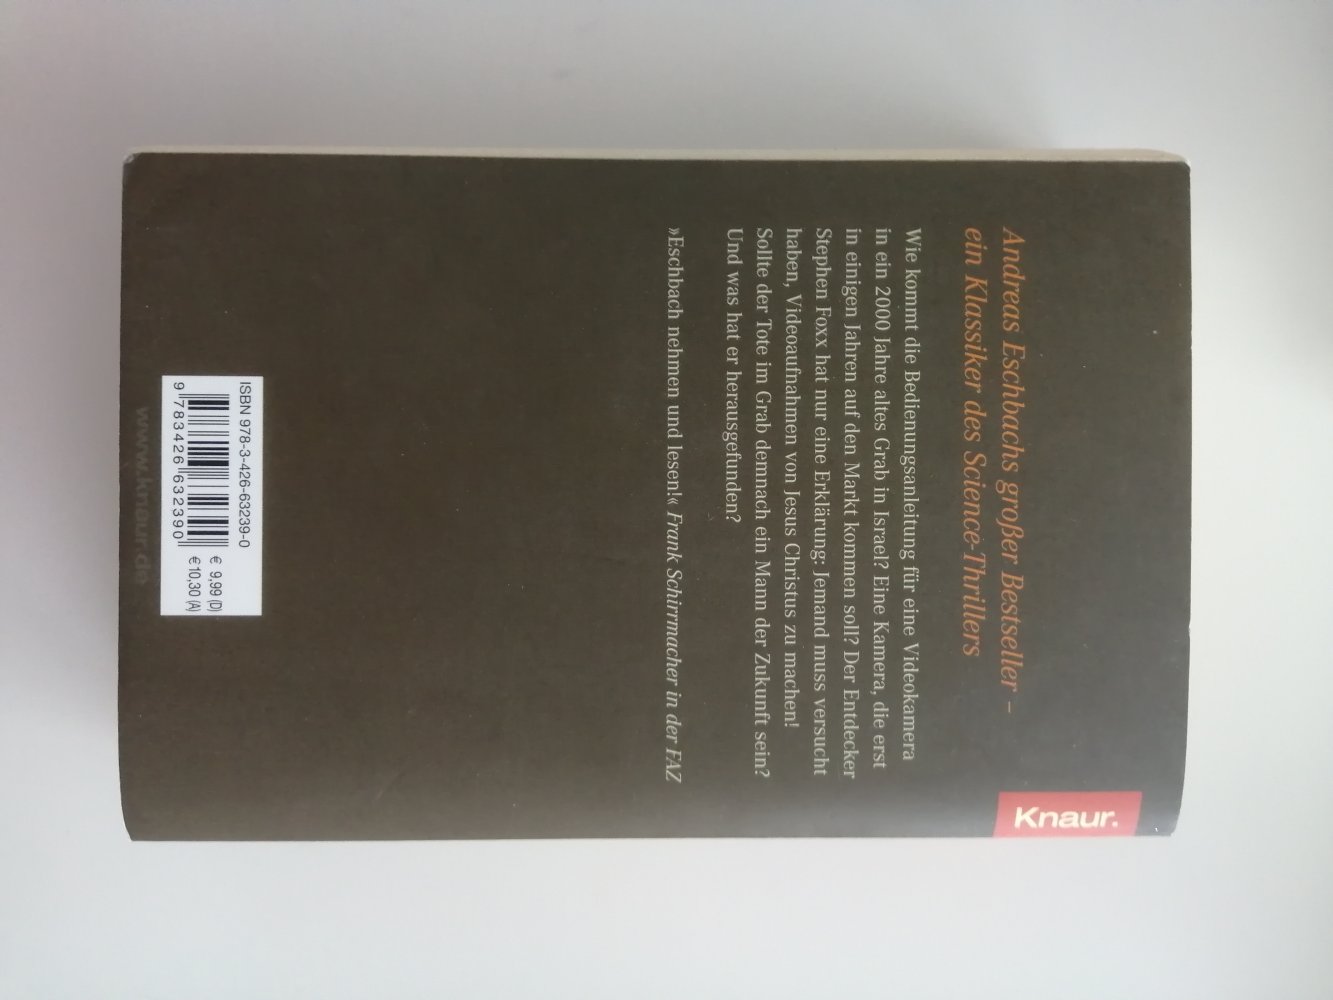 Andreas Eschbachs großer Bestseller –
ein Klassiker des Science-Thrillers
Wie kommt die Bedienungsanleitung für eine Videokamera
in ein 2000 Jahre altes Grab in Israel? Eine Kamera, die erst
in einigen Jahren auf den Markt kommen soll? Der Entdecker
Stephen Foxx hat nur eine Erklärung: Jemand muss versucht
haben, Videoaufnahmen von Jesus Christus zu machen!
Sollte der Tote im Grab demnach ein Mann der Zukunft sein?
Und was hat er herausgefunden?
»Eschbach nehmen und lesen!« Frank Schirrmacher in der FAZ
Knaur.
ISBN 978-3-426-63239-0
€ 9,99 (D)
€ 10,30 (A)
9 783426 632390
www.knaur.de